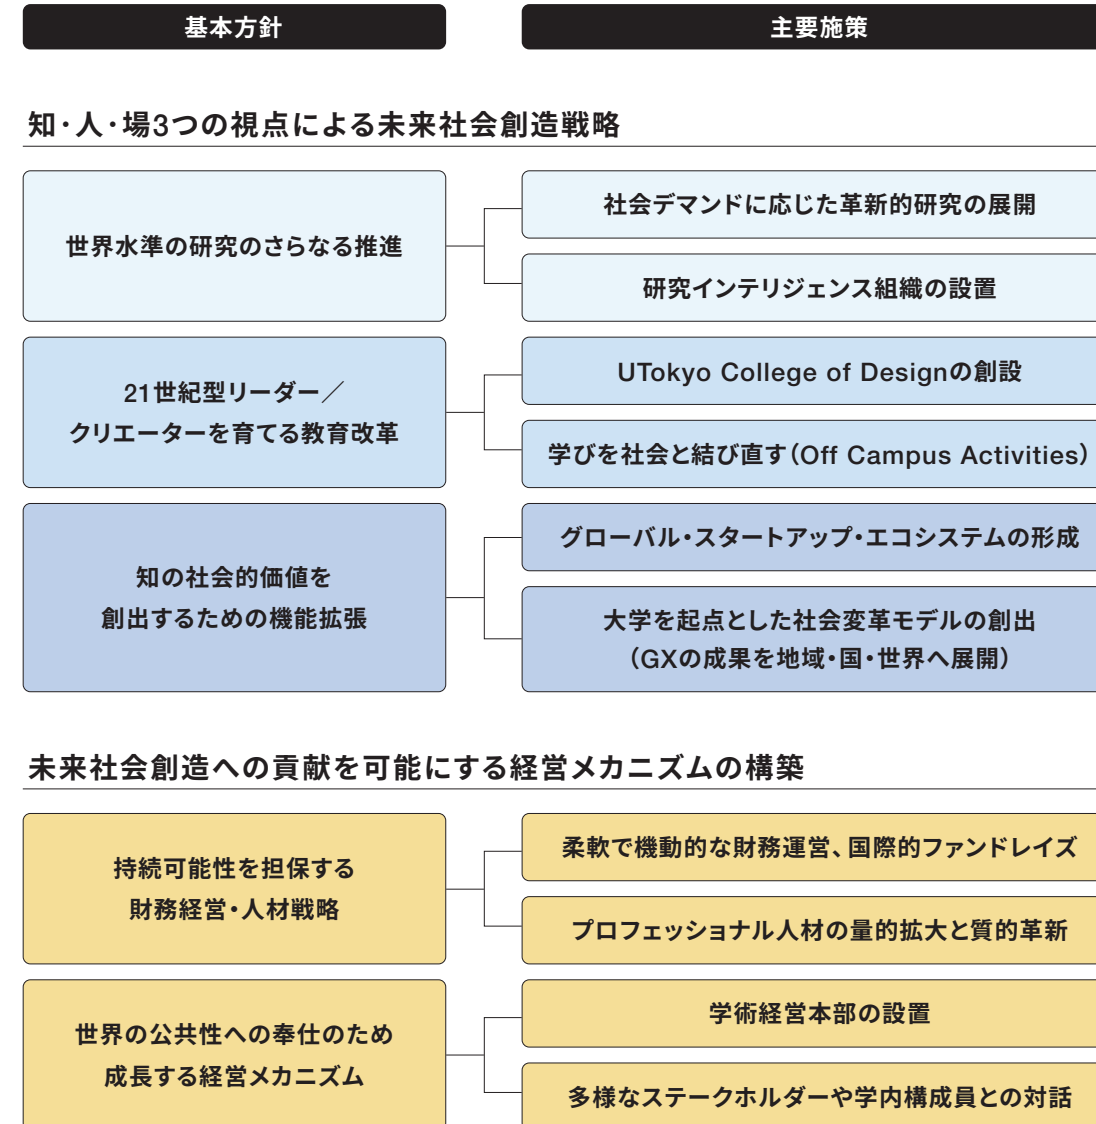 基本方針
主要施策
知・人・場3つの視点による未来社会創造戦略
世界水準の研究のさらなる推進
社会デマンドに応じた革新的研究の展開
研究インテリジェンス組織の設置
21世紀型リーダー／
クリエーターを育てる教育改革
UTokyo College of Designの創設
学びを社会と結び直す（Off Campus Activities）
知の社会的価値を
創出するための機能拡張
グローバル・スタートアップ・エコシステムの形成
大学を起点とした社会変革モデルの創出
（GXの成果を地域・国・世界へ展開）
未来社会創造への貢献を可能にする経営メカニズムの構築
持続可能性を担保する
財務経営・人材戦略
柔軟で機動的な財務運営、国際的ファンドレイズ
プロフェッショナル人材の量的拡大と質的革新
世界の公共性への奉仕のため
成長する経営メカニズム
学術経営本部の設置
多様なステークホルダーや学内構成員との対話